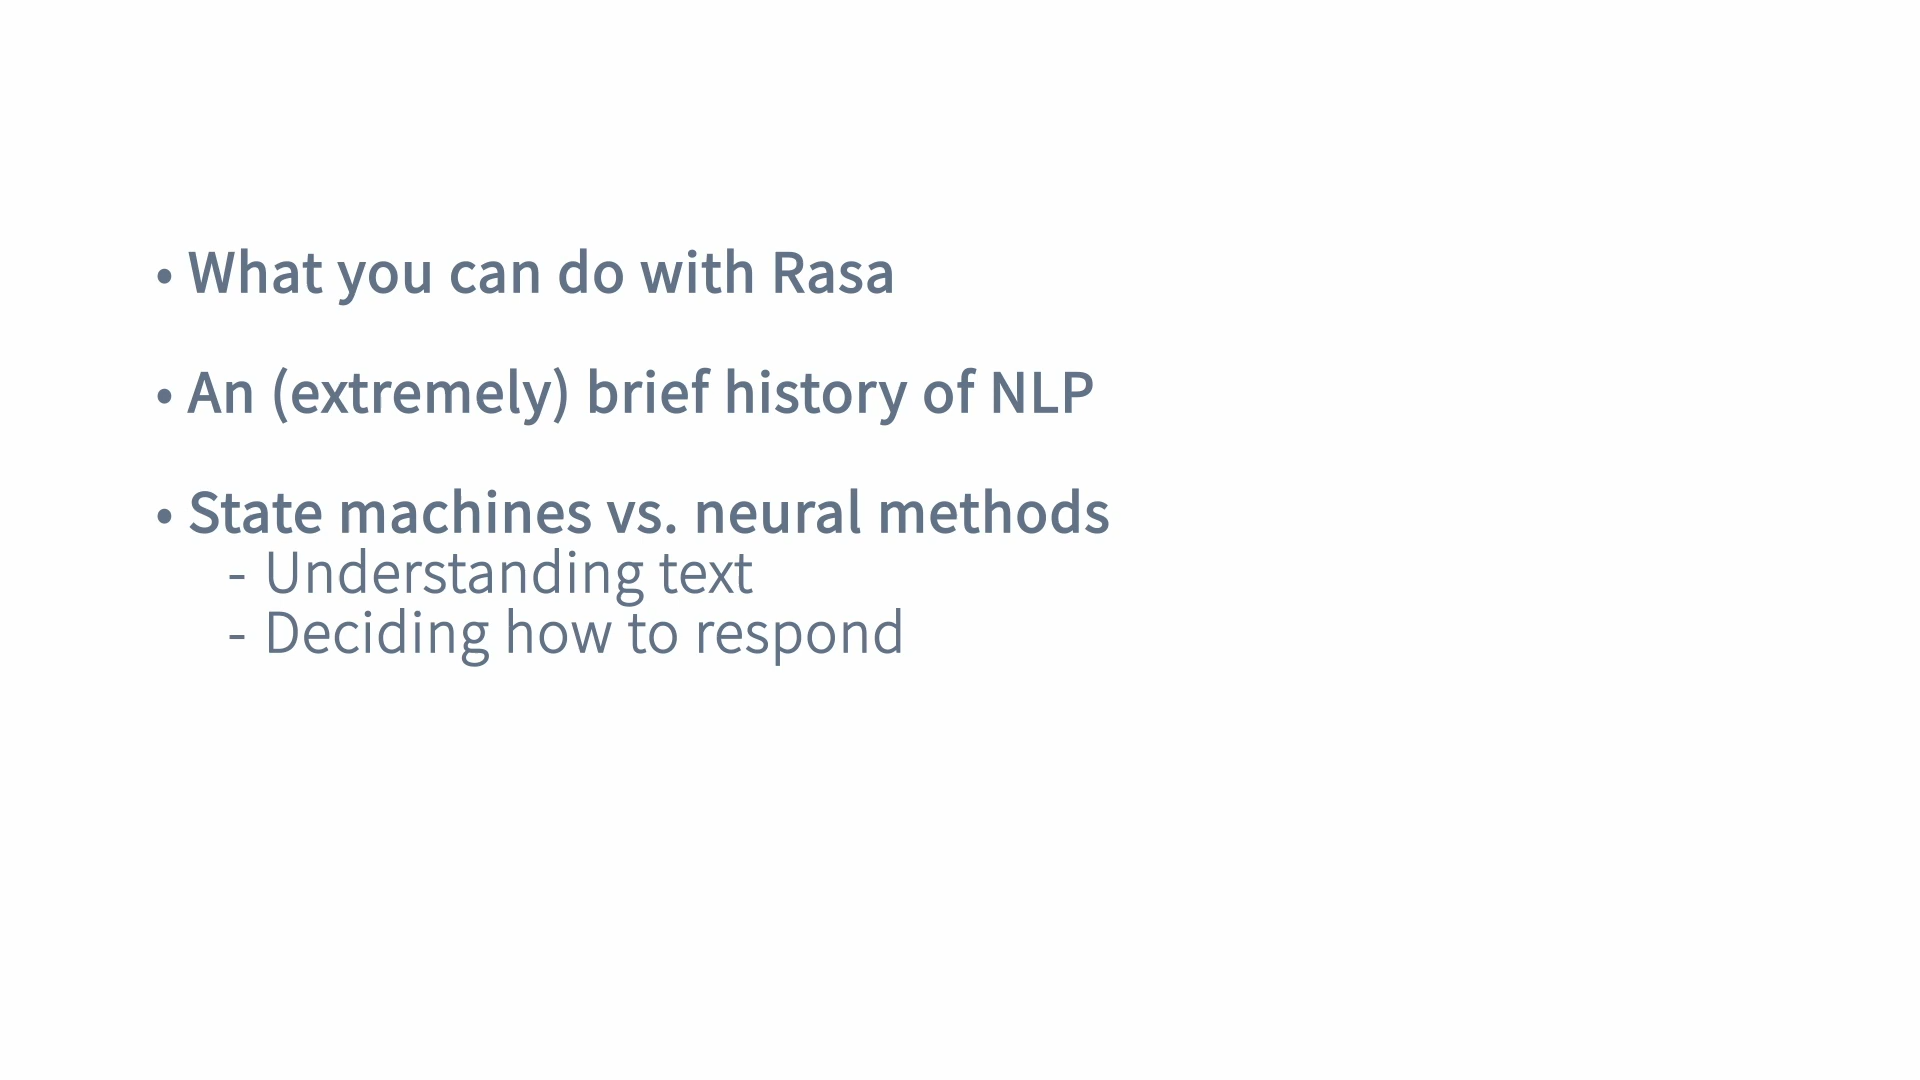 • What you can do with Rasa
• An (extremely) brief history of NLP
• State machines vs. neural methods
- Understanding text
- Deciding how to respond